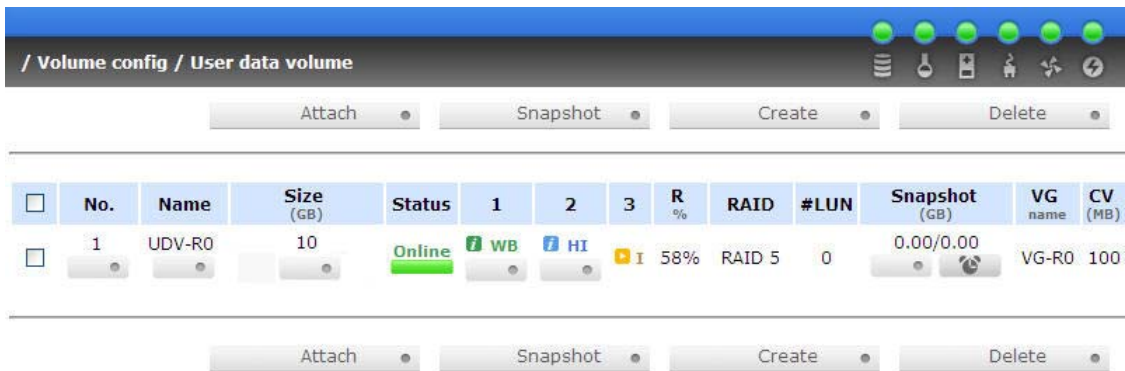 / Volume config / User data volume
Attach Snapshot Create Delete
No. Name Size (GB) Status 1 2 3 R % RAID #LUN Snapshot (GB) VG name CV (MB)
1 UDV-R0 10 Online WB HI I 58% RAID 5 0 0.00/0.00 VG-R0 100
Attach Snapshot Create Delete